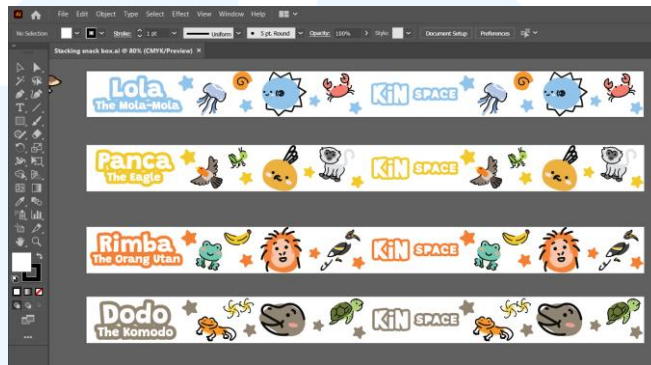 File Edit Object Type Select Effect View Window Help
No Selection Stroke: 1 pt Uniform 5 pt. Round Opacity: 100% Style: Document Setup Preferences
Stacking snack box.ai @ 80% (CMYK/Preview) ×
Lola
The Mola-Mola
KiN SPACE
Panca
The Eagle
KiN SPACE
Rimba
The Orang Utan
KiN SPACE
Dodo
The Komodo
KiN SPACE